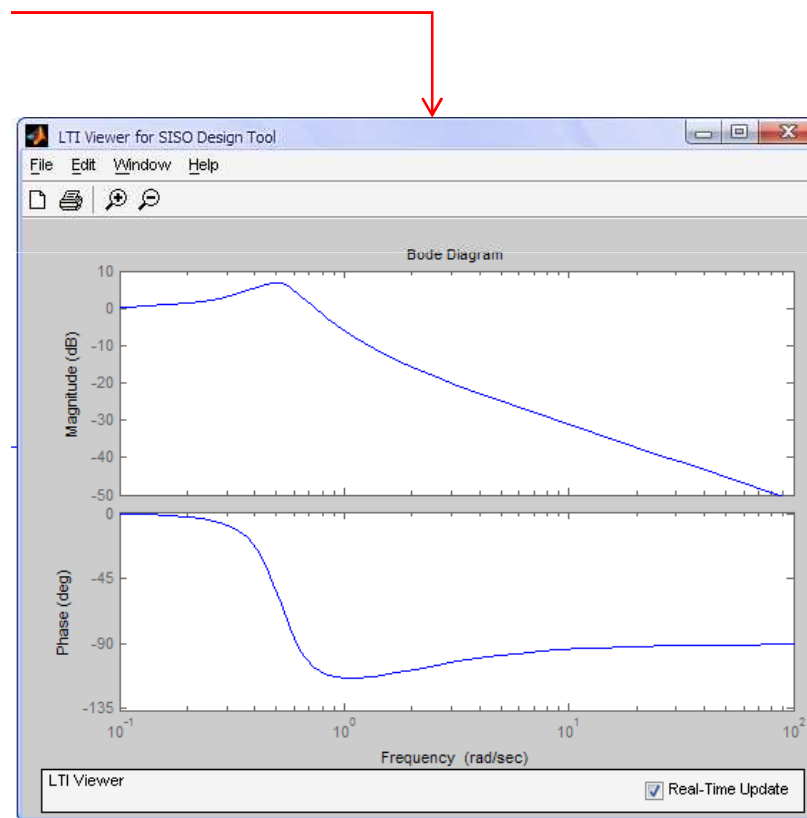 LTI Viewer for SISO Design Tool
File Edit Window Help
Bode Diagram
Magnitude (dB)
10
0
-10
-20
-30
-40
-50
Phase (deg)
0
-45
-90
-135
10^-1 10^0 10^1 10^2
Frequency (rad/sec)
LTI Viewer
Real-Time Update